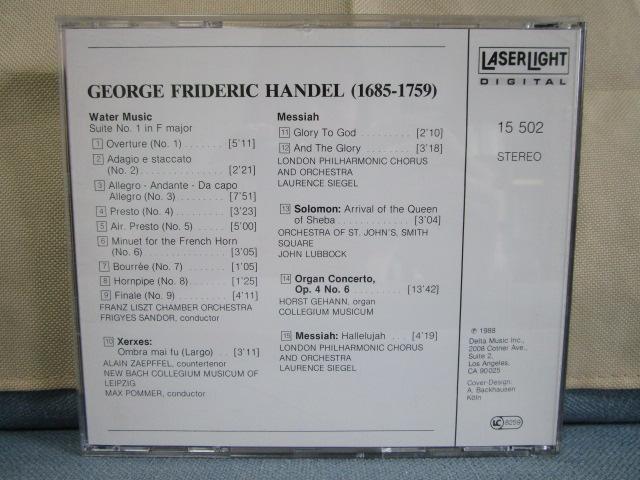 GEORGE FRIDERIC HANDEL (1685-1759)
Water Music
Suite No. 1 in F major
1 Overture (No. 1) ....... [5'11]
2 Adagio e staccato
(No. 2) ............... [2'21]
3 Allegro - Andante - Da capo
Allegro (No. 3) .......... [7'51]
4 Presto (No. 4) ......... [3'23]
5 Air. Presto (No. 5) ..... [5'00]
6 Minuet for the French Horn
(No. 6) ............... [3'05]
7 Bourrée (No. 7) ....... [1'05]
8 Hornpipe (No. 8) ....... [1'25]
9 Finale (No. 9) ......... [4'11]
FRANZ LISZT CHAMBER ORCHESTRA
FRIGYES SANDOR, conductor
10 Xerxes:
Ombra mai fu (Largo) .. [3'11]
ALAIN ZAEPFFEL, countertenor
NEW BACH COLLEGIUM MUSICUM OF
LEIPZIG
MAX POMMER, conductor
Messiah
11 Glory To God .......... [2'10]
12 And The Glory ......... [3'18]
LONDON PHILHARMONIC CHORUS
AND ORCHESTRA
LAURENCE SIEGEL
13 Solomon: Arrival of the Queen
of Sheba ............. [3'04]
ORCHESTRA OF ST. JOHN'S, SMITH
SQUARE
JOHN LUBBOCK
14 Organ Concerto,
Op. 4 No. 6 ......... [13'42]
HORST GEHANN, organ
COLLEGIUM MUSICUM
15 Messiah: Hallelujah ... [4'19]
LONDON PHILHARMONIC CHORUS
AND ORCHESTRA
LAURENCE SIEGEL
LASERLIGHT
DIGITAL
15 502
STEREO
℗ 1988
Delta Music Inc.,
2008 Cotner Ave.,
Suite 2,
Los Angeles,
CA 90025
Cover-Design:
A. Backhausen
Köln
LC 8259